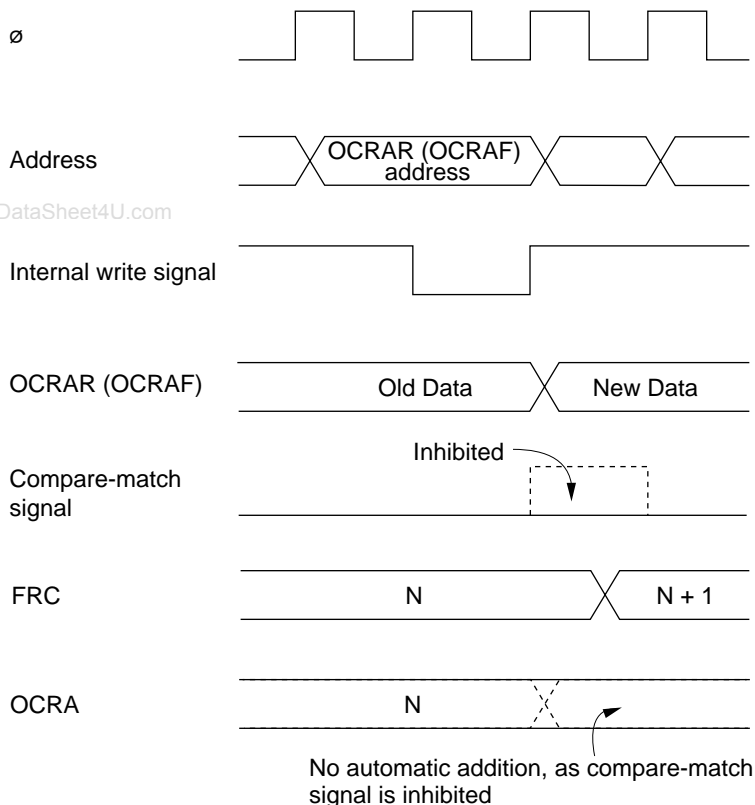 ø
Address
OCRAR (OCRAF)
address
DataSheet4U.com
Internal write signal
OCRAR (OCRAF)
Old Data
New Data
Inhibited
Compare-match
signal
FRC
N
N + 1
OCRA
N
No automatic addition, as compare-match
signal is inhibited